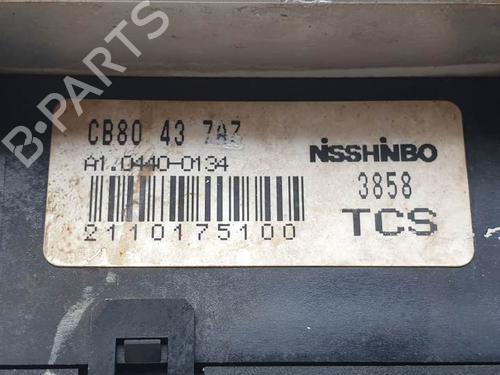 B-Parts
CB80 43 7AZ
NISSHINBO
A1.0440-0134
3858
TCS
2110175100